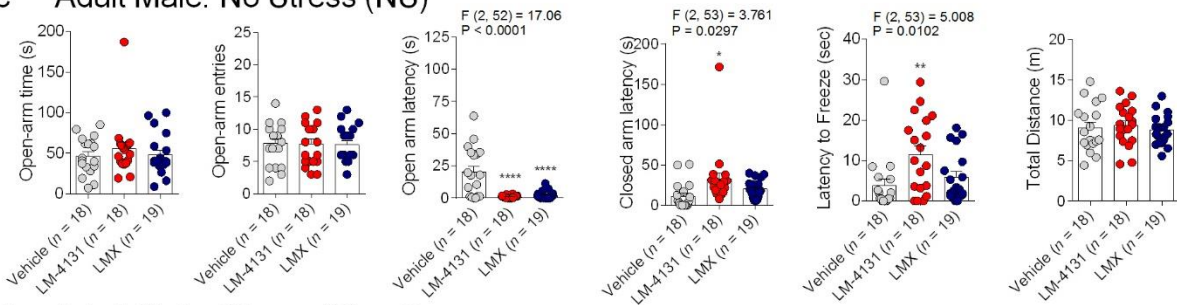 Adult Male: No Stress (NS)
Open-arm time (s)
200
150
100
50
0
Vehicle (n = 18)
LM-4131 (n = 18)
LMX (n = 19)
Open-arm entries
25
20
15
10
5
0
Vehicle (n = 18)
LM-4131 (n = 18)
LMX (n = 19)
F (2, 52) = 17.06
P < 0.0001
Open arm latency (s)
125
100
75
50
25
0
****
****
Vehicle (n = 18)
LM-4131 (n = 18)
LMX (n = 19)
F (2, 53) = 3.761
P = 0.0297
Closed arm latency (s)
200
150
100
50
0
*
Vehicle (n = 18)
LM-4131 (n = 18)
LMX (n = 19)
F (2, 53) = 5.008
P = 0.0102
Latency to Freeze (sec)
40
30
20
10
0
**
Vehicle (n = 18)
LM-4131 (n = 18)
LMX (n = 19)
Total Distance (m)
20
15
10
5
0
Vehicle (n = 18)
LM-4131 (n = 18)
LMX (n = 19)